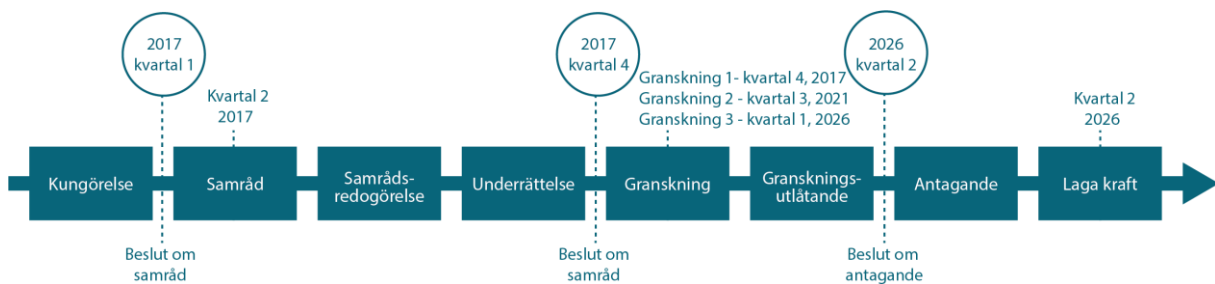 2017
kvartal 1
2017
kvartal 4
2026
kvartal 2
Kvartal 2
2017
Granskning 1- kvartal 4, 2017
Granskning 2 - kvartal 3, 2021
Granskning 3 - kvartal 1, 2026
Kvartal 2
2026
Kungörelse
Samråd
Samråds-
redogörelse
Underrättelse
Granskning
Gransknings-
utlåtande
Antagande
Laga kraft
Beslut om
samråd
Beslut om
samråd
Beslut om
antagande